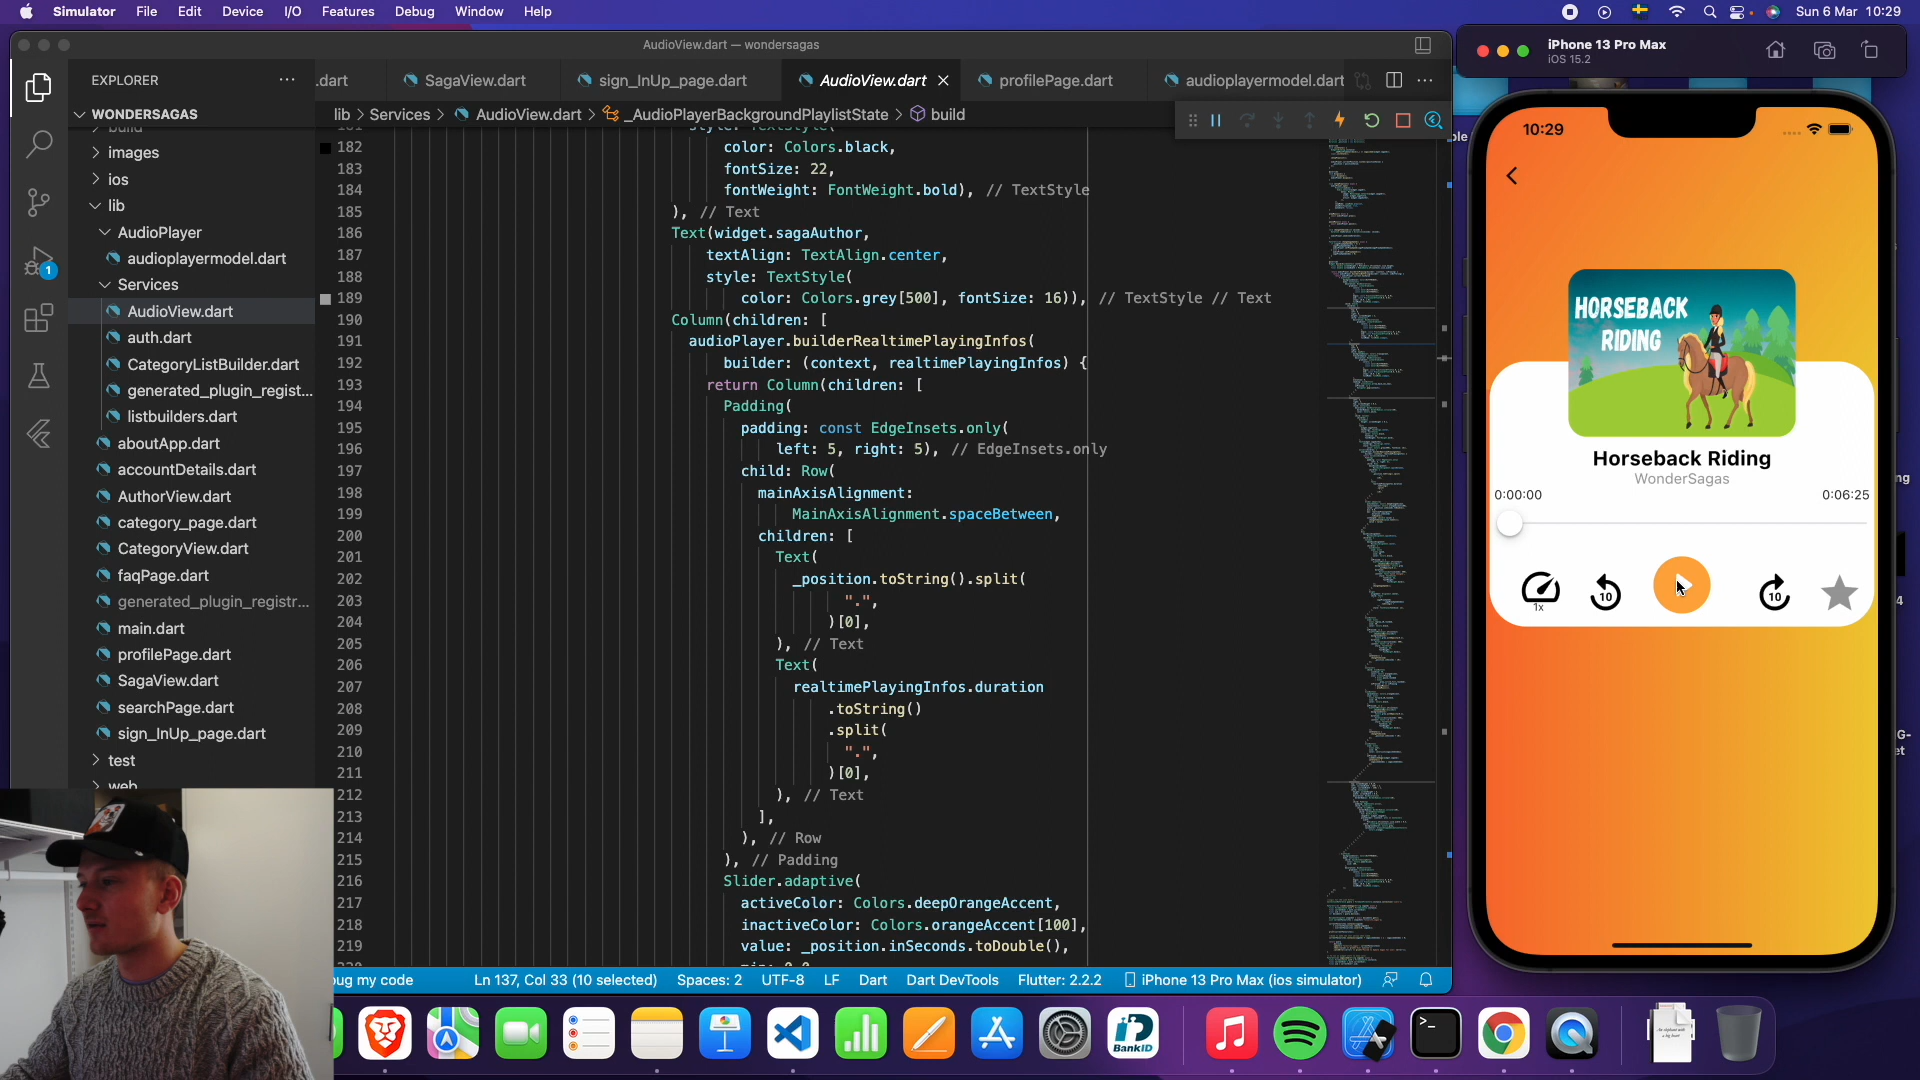 Simulator File Edit Device I/O Features Debug Window Help
Sun 6 Mar 10:29
AudioView.dart — wondersagas
EXPLORER
.dart
SagaView.dart
sign_InUp_page.dart
AudioView.dart
profilePage.dart
audioplayermodel.dart
WONDERSAGAS
lib > Services > AudioView.dart > _AudioPlayerBackgroundPlaylistState > build
build
images
ios
lib
AudioPlayer
audioplayermodel.dart
Services
AudioView.dart
auth.dart
CategoryListBuilder.dart
generated_plugin_regist...
listbuilders.dart
aboutApp.dart
accountDetails.dart
AuthorView.dart
category_page.dart
CategoryView.dart
faqPage.dart
generated_plugin_registr...
main.dart
profilePage.dart
SagaView.dart
searchPage.dart
sign_InUp_page.dart
test
web
1
181 style: TextStyle(
182 color: Colors.black,
183 fontSize: 22,
184 fontWeight: FontWeight.bold), // TextStyle
185 ), // Text
186 Text(widget.sagaAuthor,
187 textAlign: TextAlign.center,
188 style: TextStyle(
189 color: Colors.grey[500], fontSize: 16)), // TextStyle // Text
190 Column(children: [
191 audioPlayer.builderRealtimePlayingInfos(
192 builder: (context, realtimePlayingInfos) {
193 return Column(children: [
194 Padding(
195 padding: const EdgeInsets.only(
196 left: 5, right: 5), // EdgeInsets.only
197 child: Row(
198 mainAxisAlignment:
199 MainAxisAlignment.spaceBetween,
200 children: [
201 Text(
202 _position.toString().split(
203 ".",
204 )[0],
205 ), // Text
206 Text(
207 realtimePlayingInfos.duration
208 .toString()
209 .split(
210 ".",
211 )[0],
212 ), // Text
213 ],
214 ), // Row
215 ), // Padding
216 Slider.adaptive(
217 activeColor: Colors.deepOrangeAccent,
218 inactiveColor: Colors.orangeAccent[100],
219 value: _position.inSeconds.toDouble(),
bug my code
Ln 137, Col 33 (10 selected)
Spaces: 2
UTF-8
LF
Dart
Dart DevTools
Flutter: 2.2.2
iPhone 13 Pro Max (ios simulator)
iPhone 13 Pro Max
iOS 15.2
10:29
HORSEBACK
RIDING
Horseback Riding
WonderSagas
0:00:00
0:06:25
1x
10
10
BankID